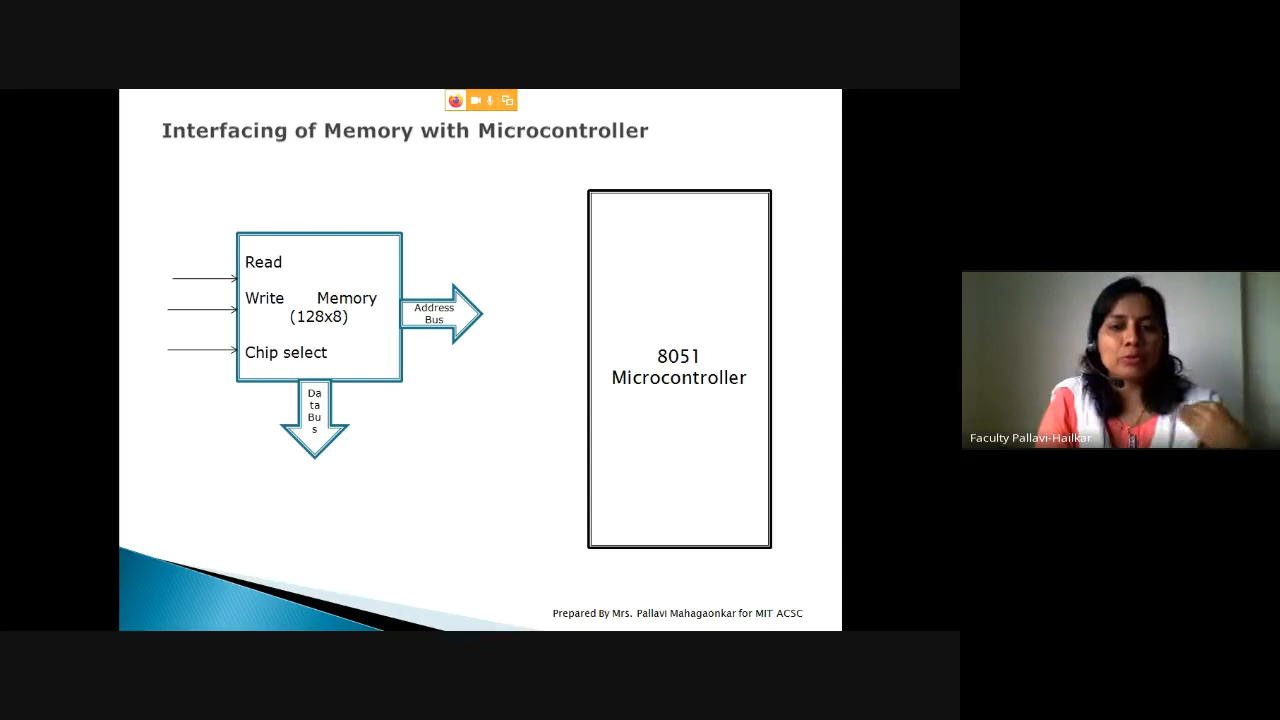 Interfacing of Memory with Microcontroller
Read
Write Memory
(128x8)
Chip select
Address
Bus
Da
ta
Bu
s
8051
Microcontroller
Prepared By Mrs. Pallavi Mahagaonkar for MIT ACSC
Faculty Pallavi-Hailkar